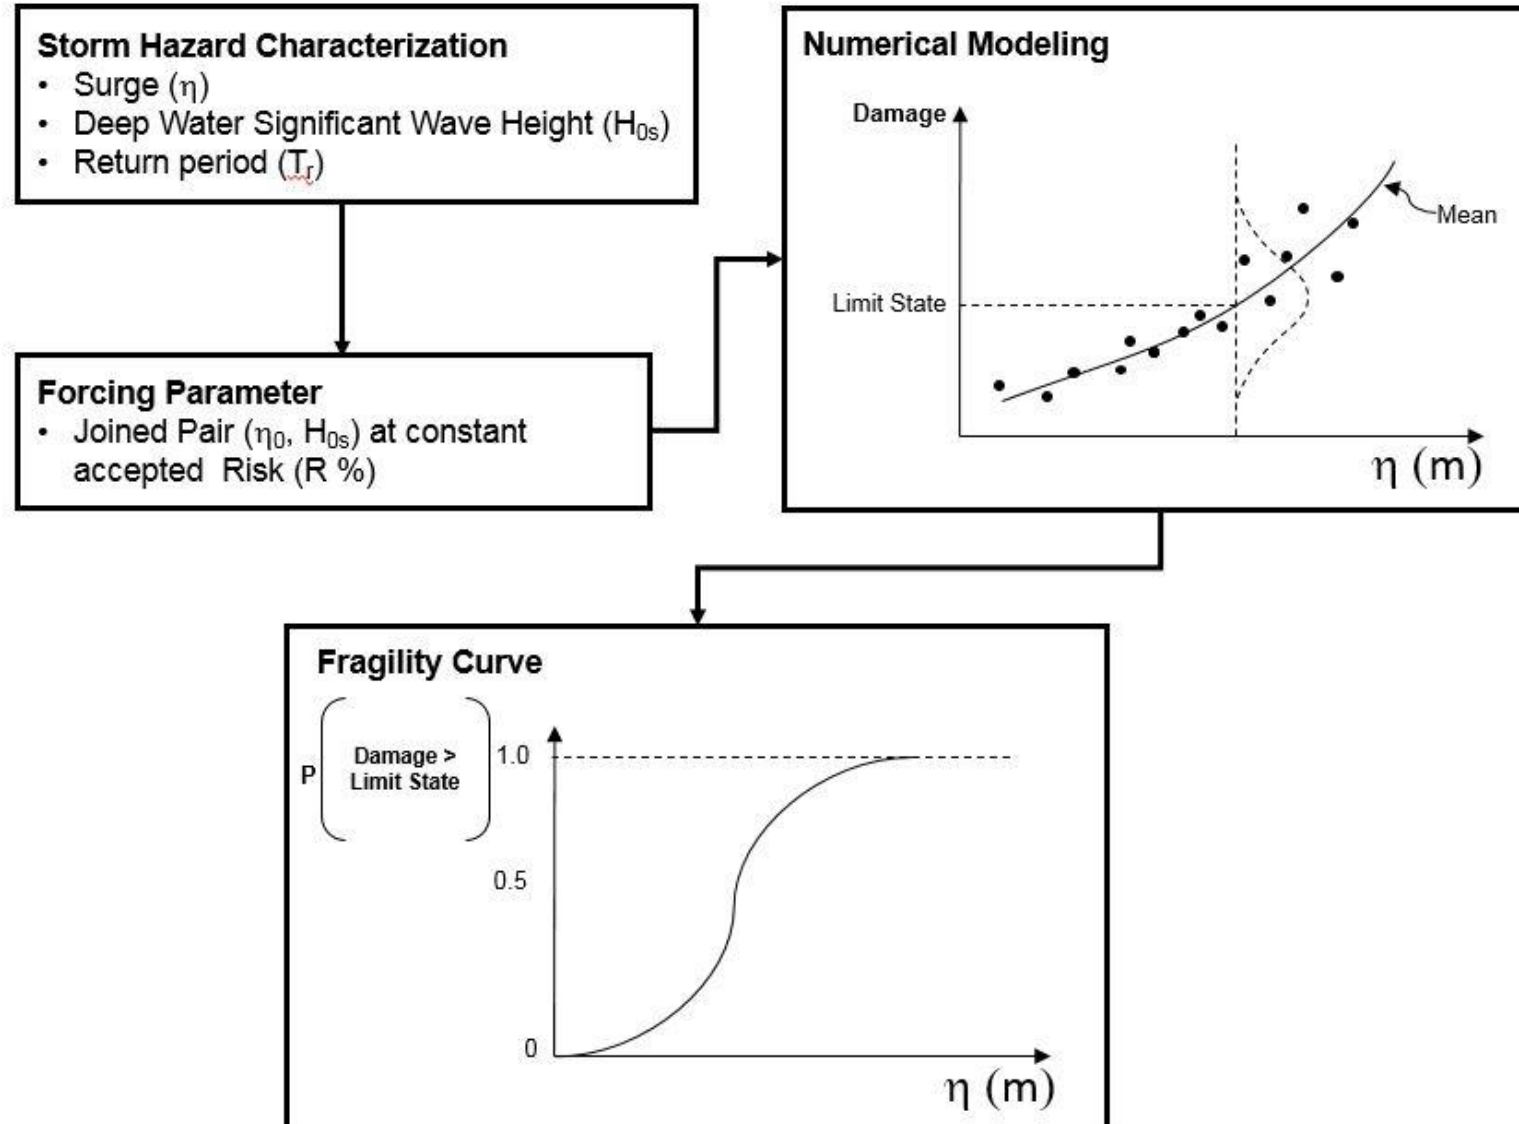 Storm Hazard Characterization
• Surge (η)
• Deep Water Significant Wave Height (H0s)
• Return period (Tr)
Forcing Parameter
• Joined Pair (η0, H0s) at constant
accepted Risk (R %)
Numerical Modeling
Damage
Mean
Limit State
η (m)
Fragility Curve
P
Damage >
Limit State
1.0
0.5
0
η (m)